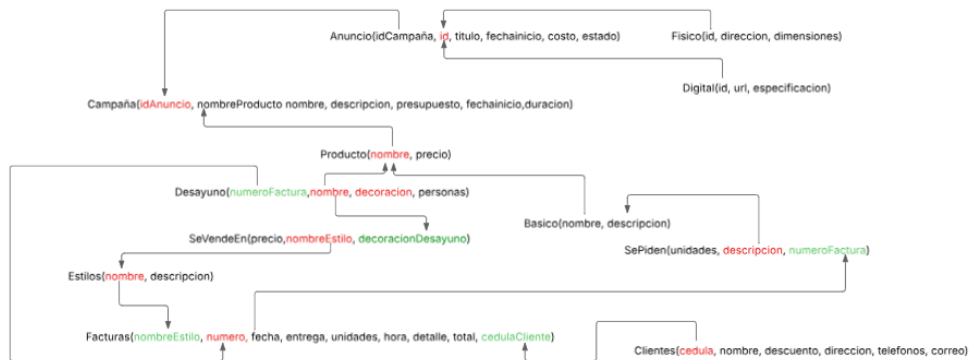 Anuncio(idCampaña, id, titulo, fechainicio, costo, estado)
Fisico(id, direccion, dimensiones)
Digital(id, url, especificacion)
Campaña(idAnuncio, nombreProducto nombre, descripcion, presupuesto, fechainicio,duracion)
Producto(nombre, precio)
Desayuno(numeroFactura,nombre, decoracion, personas)
Basico(nombre, descripcion)
SeVendeEn(precio,nombreEstilo, decoracionDesayuno)
SePiden(unidades, descripcion, numeroFactura)
Estilos(nombre, descripcion)
Facturas(nombreEstilo, numero, fecha, entrega, unidades, hora, detalle, total, cedulaCliente)
Clientes(cedula, nombre, descuento, direccion, telefonos, correo)